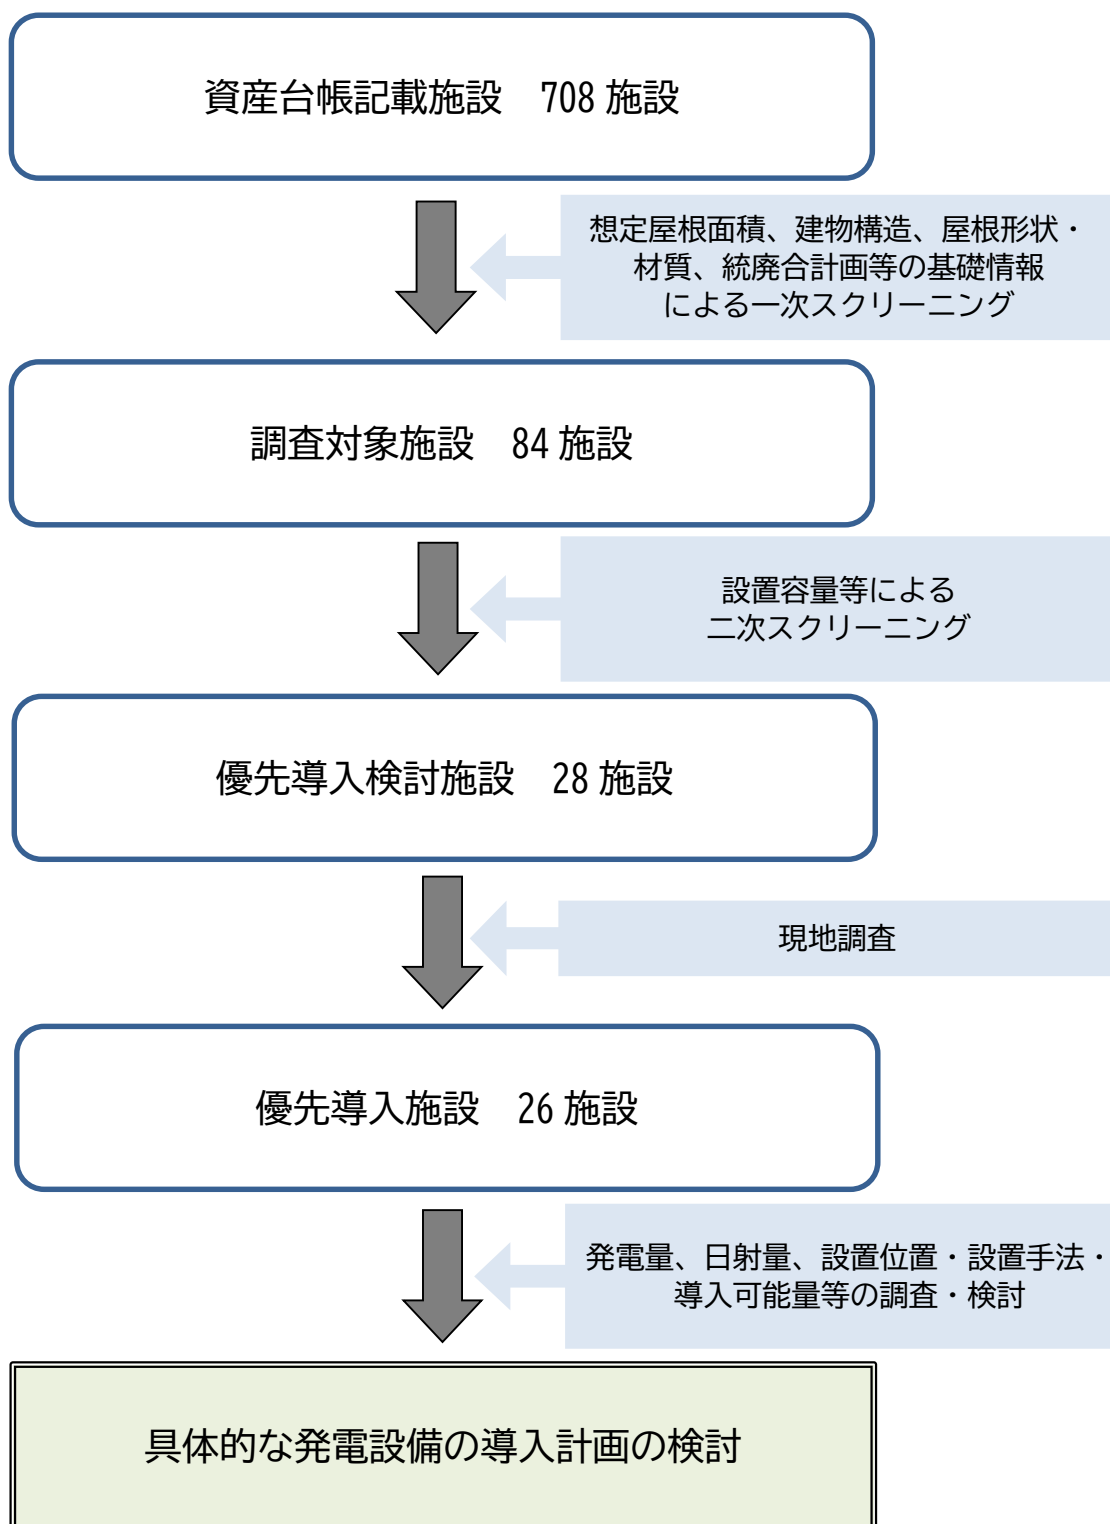 資産台帳記載施設　708 施設
想定屋根面積、建物構造、屋根形状・
材質、統廃合計画等の基礎情報
による一次スクリーニング
調査対象施設　84 施設
設置容量等による
二次スクリーニング
優先導入検討施設　28 施設
現地調査
優先導入施設　26 施設
発電量、日射量、設置位置・設置手法・
導入可能量等の調査・検討
具体的な発電設備の導入計画の検討